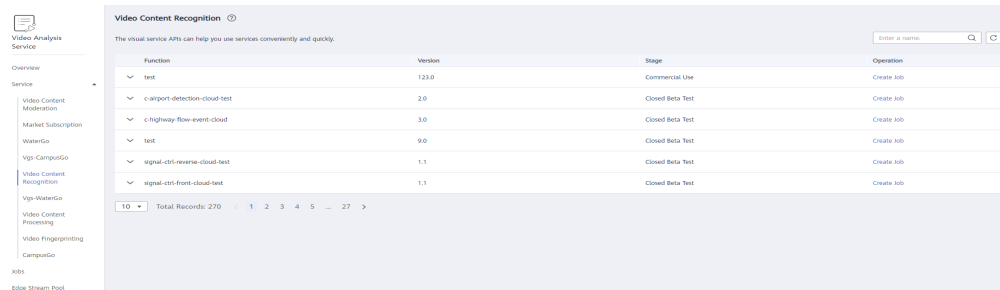 Video Analysis
Service
Overview
Service
Video Content
Moderation
Market Subscription
WaterGo
Vgs-CampusGo
Video Content
Recognition
Vgs-WaterGo
Video Content
Processing
Video Fingerprinting
CampusGo
Jobs
Edge Stream Pool
Video Content Recognition ?
The visual service APIs can help you use services conveniently and quickly.
Enter a name.
Function Version Stage Operation
test 123.0 Commercial Use Create Job
c-airport-detection-cloud-test 2.0 Closed Beta Test Create Job
c-highway-flow-event-cloud 3.0 Closed Beta Test Create Job
test 9.0 Closed Beta Test Create Job
signal-ctrl-reverse-cloud-test 1.1 Closed Beta Test Create Job
signal-ctrl-front-cloud-test 1.1 Closed Beta Test Create Job
10 Total Records: 270 < 1 2 3 4 5 ... 27 >